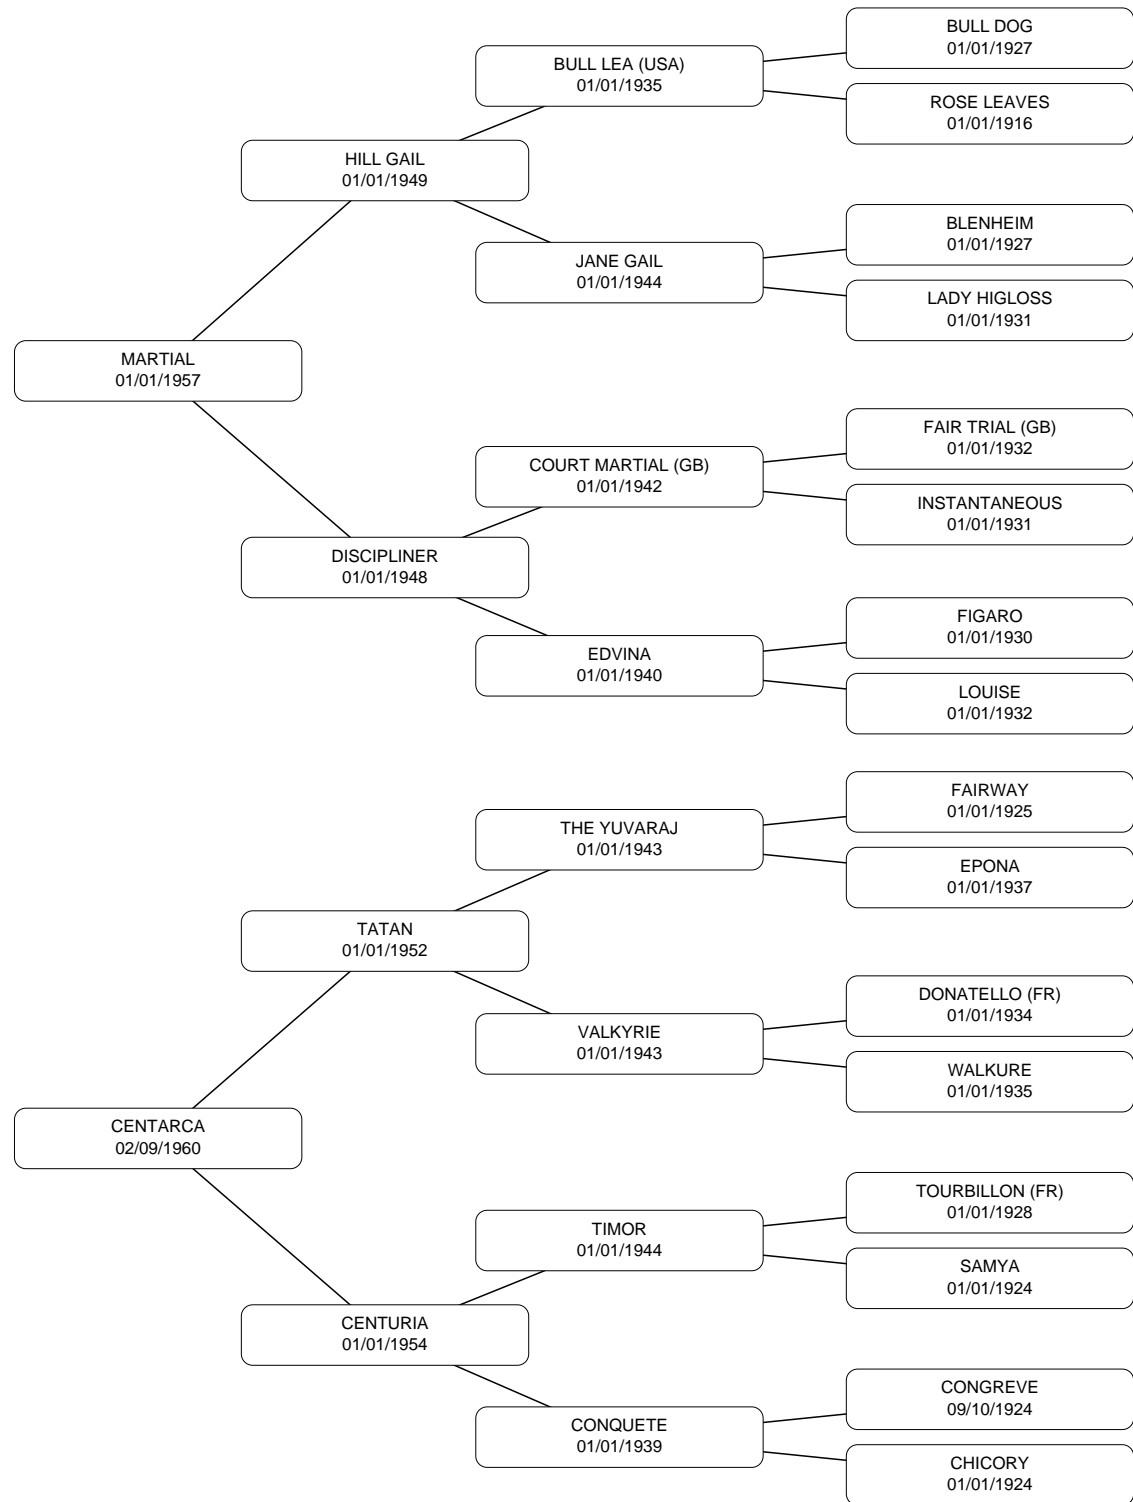 BULL DOG
01/01/1927
BULL LEA (USA)
01/01/1935
ROSE LEAVES
01/01/1916
HILL GAIL
01/01/1949
BLENHEIM
01/01/1927
JANE GAIL
01/01/1944
LADY HIGLOSS
01/01/1931
MARTIAL
01/01/1957
FAIR TRIAL (GB)
01/01/1932
COURT MARTIAL (GB)
01/01/1942
INSTANTANEOUS
01/01/1931
DISCIPLINER
01/01/1948
FIGARO
01/01/1930
EDVINA
01/01/1940
LOUISE
01/01/1932
FAIRWAY
01/01/1925
THE YUVARAJ
01/01/1943
EPONA
01/01/1937
TATAN
01/01/1952
DONATELLO (FR)
01/01/1934
VALKYRIE
01/01/1943
WALKURE
01/01/1935
CENTARCA
02/09/1960
TOURBILLON (FR)
01/01/1928
TIMOR
01/01/1944
SAMYA
01/01/1924
CENTURIA
01/01/1954
CONGREVE
09/10/1924
CONQUETE
01/01/1939
CHICORY
01/01/1924